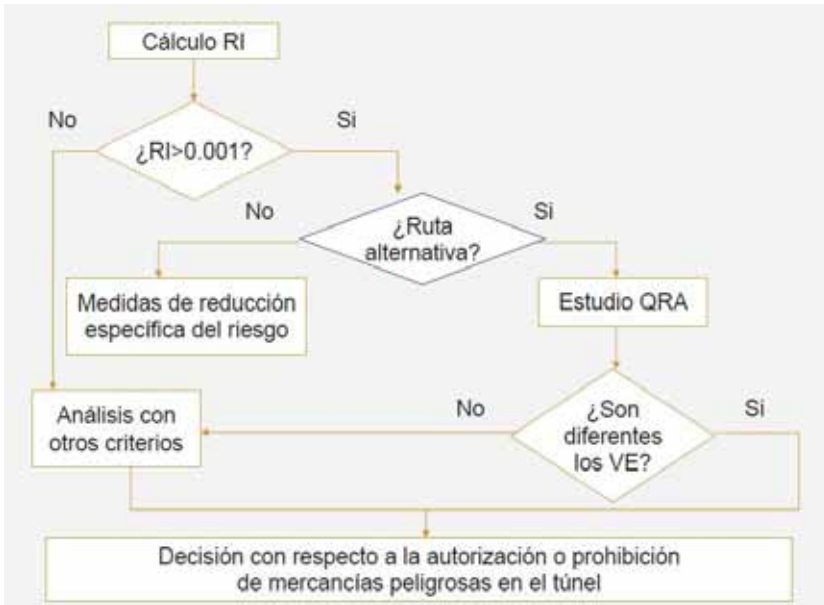 Cálculo RI
No
Si
¿RI>0.001?
No
Si
¿Ruta
alternativa?
Medidas de reducción
específica del riesgo
Estudio QRA
Análisis con
otros criterios
No
¿Son
diferentes
los VE?
Si
Decisión con respecto a la autorización o prohibición
de mercancías peligrosas en el túnel